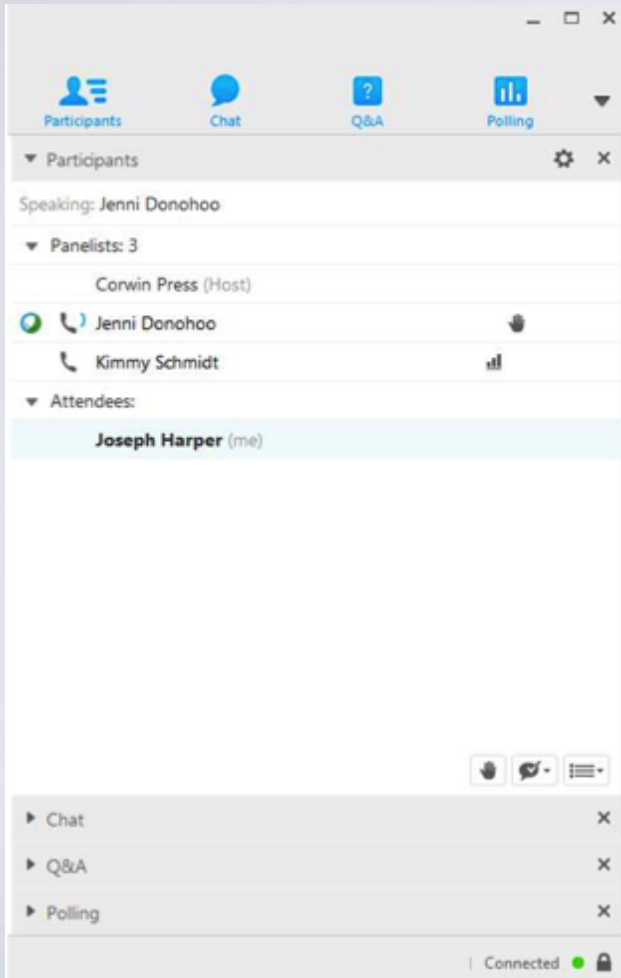 Participants Chat Q&A Polling
Participants
Speaking: Jenni Donohoo
Panelists: 3
Corwin Press (Host)
Jenni Donohoo
Kimmy Schmidt
Attendees:
Joseph Harper (me)
Chat
Q&A
Polling
Connected